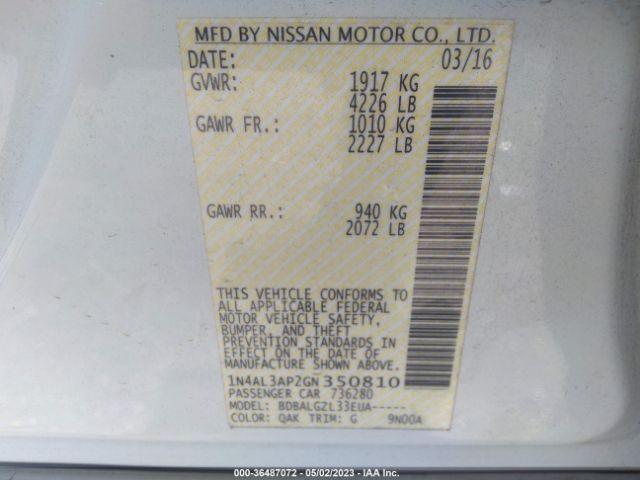 MFD BY NISSAN MOTOR CO., LTD.
DATE: 03/16
GVWR: 1917 KG
4226 LB
GAWR FR.: 1010 KG
2227 LB
GAWR RR.: 940 KG
2072 LB
THIS VEHICLE CONFORMS TO
ALL APPLICABLE FEDERAL
MOTOR VEHICLE SAFETY,
BUMPER, AND THEFT
PREVENTION STANDARDS
IN EFFECT ON THE DATE OF
MANUFACTURE SHOWN ABOVE.
1N4AL3AP2GN350810
PASSENGER CAR 736280
MODEL: BDBALGZL33EUA-----
COLOR: QAK TRIM: G 9N00A
000-36487072 - 05/02/2023 - IAA Inc.